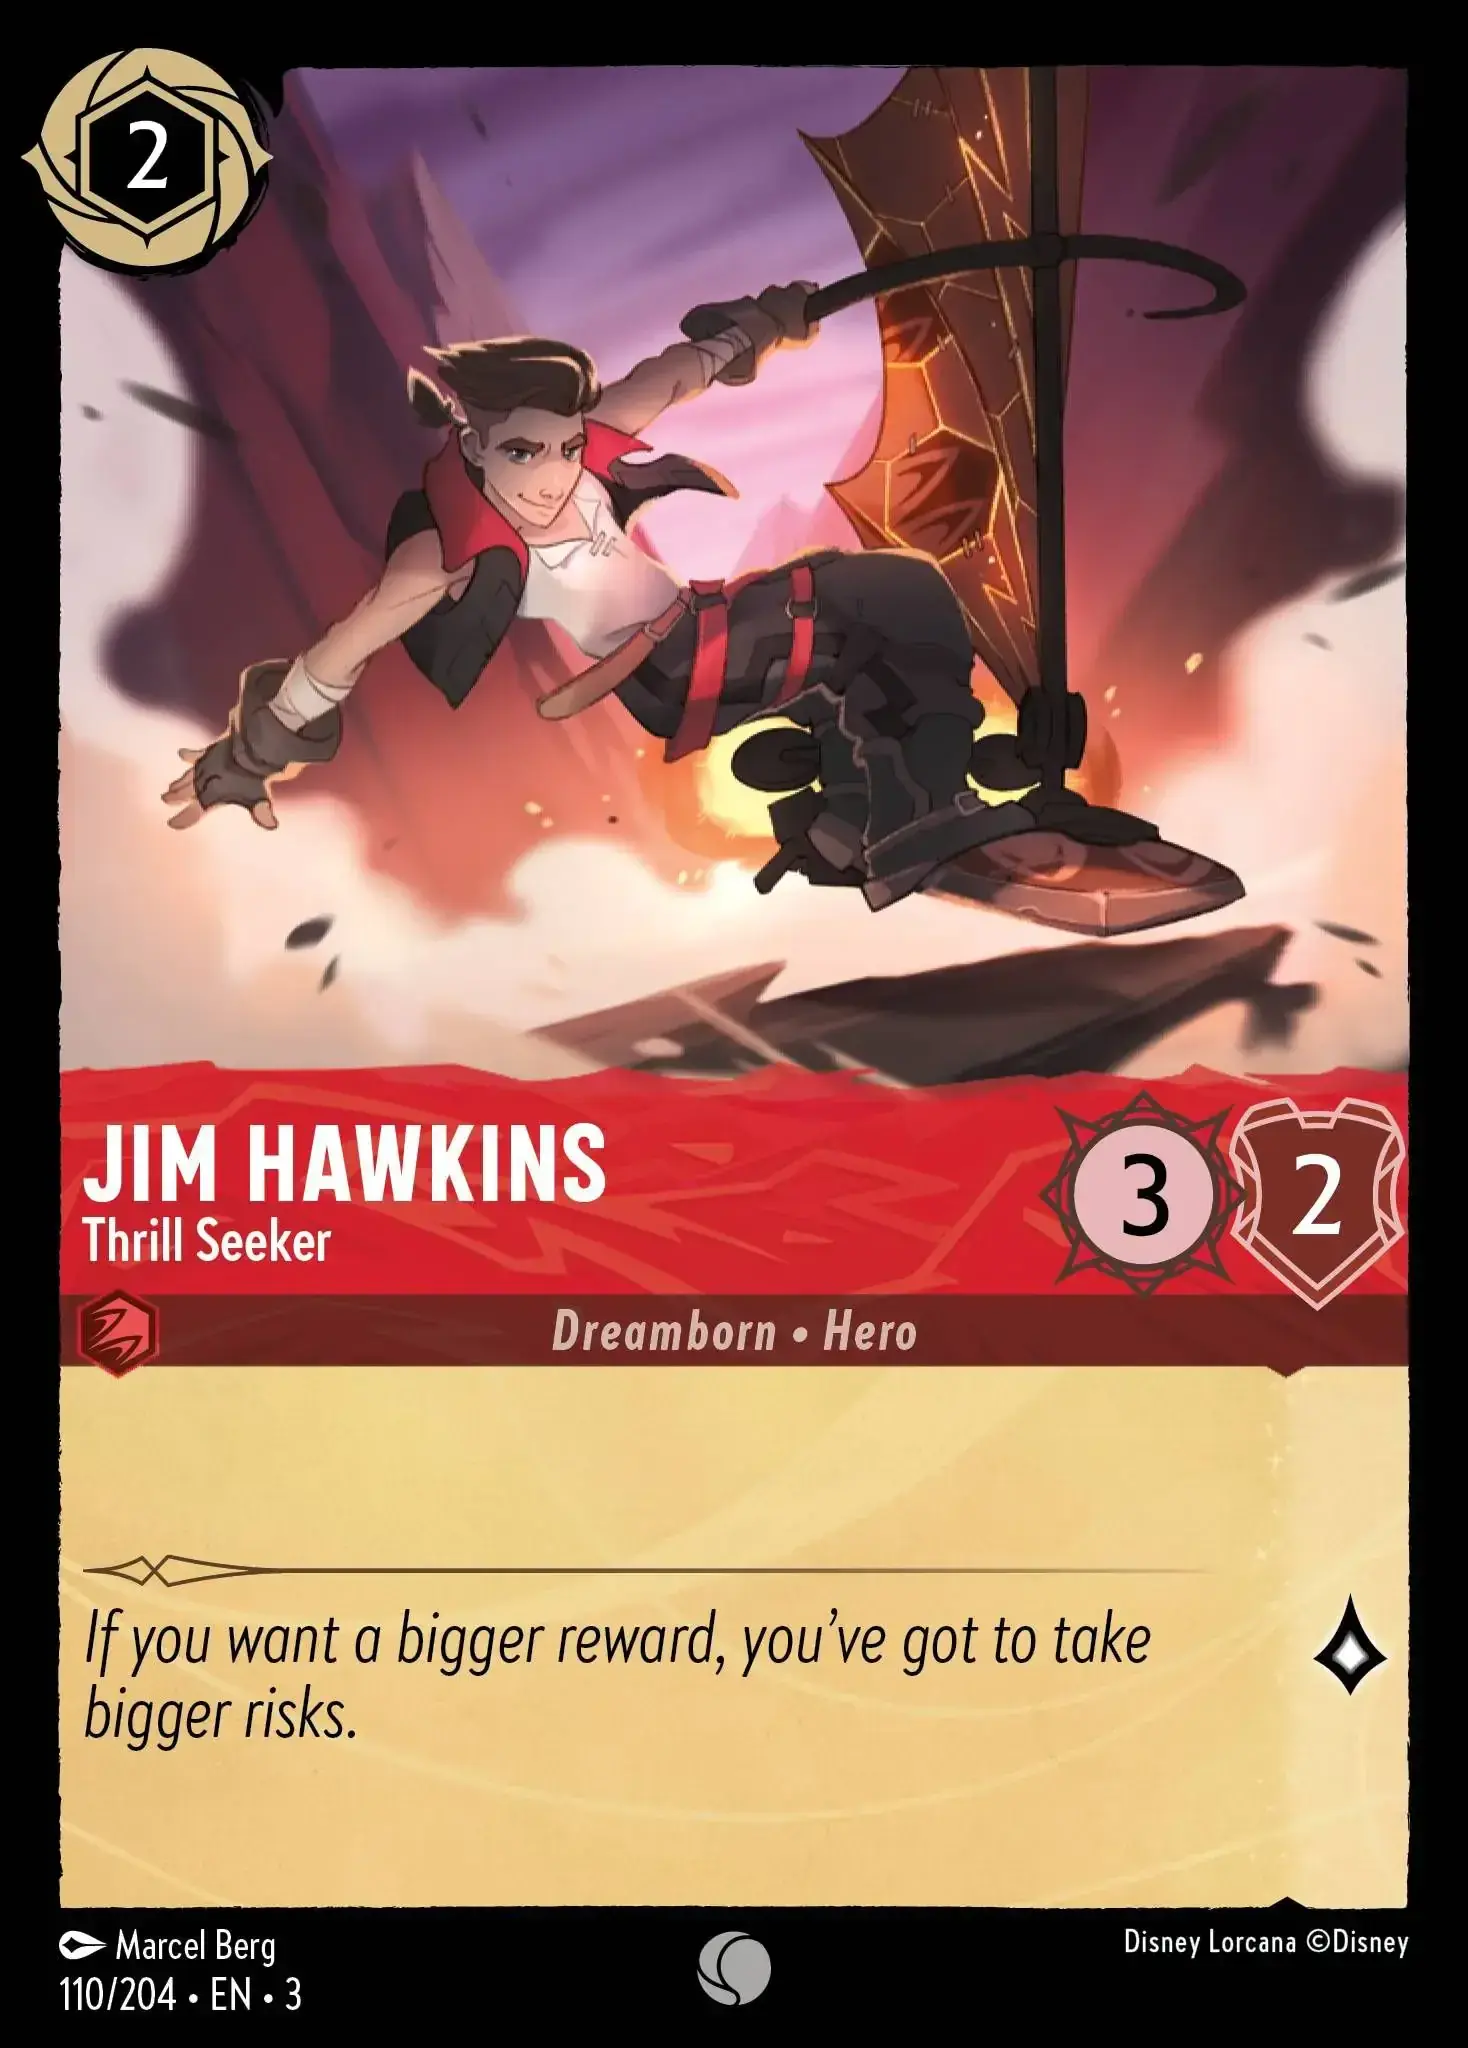 2
JIM HAWKINS
Thrill Seeker
3
2
Dreamborn • Hero
If you want a bigger reward, you've got to take
bigger risks.
Marcel Berg
Disney Lorcana ©Disney
110/204 • EN • 3